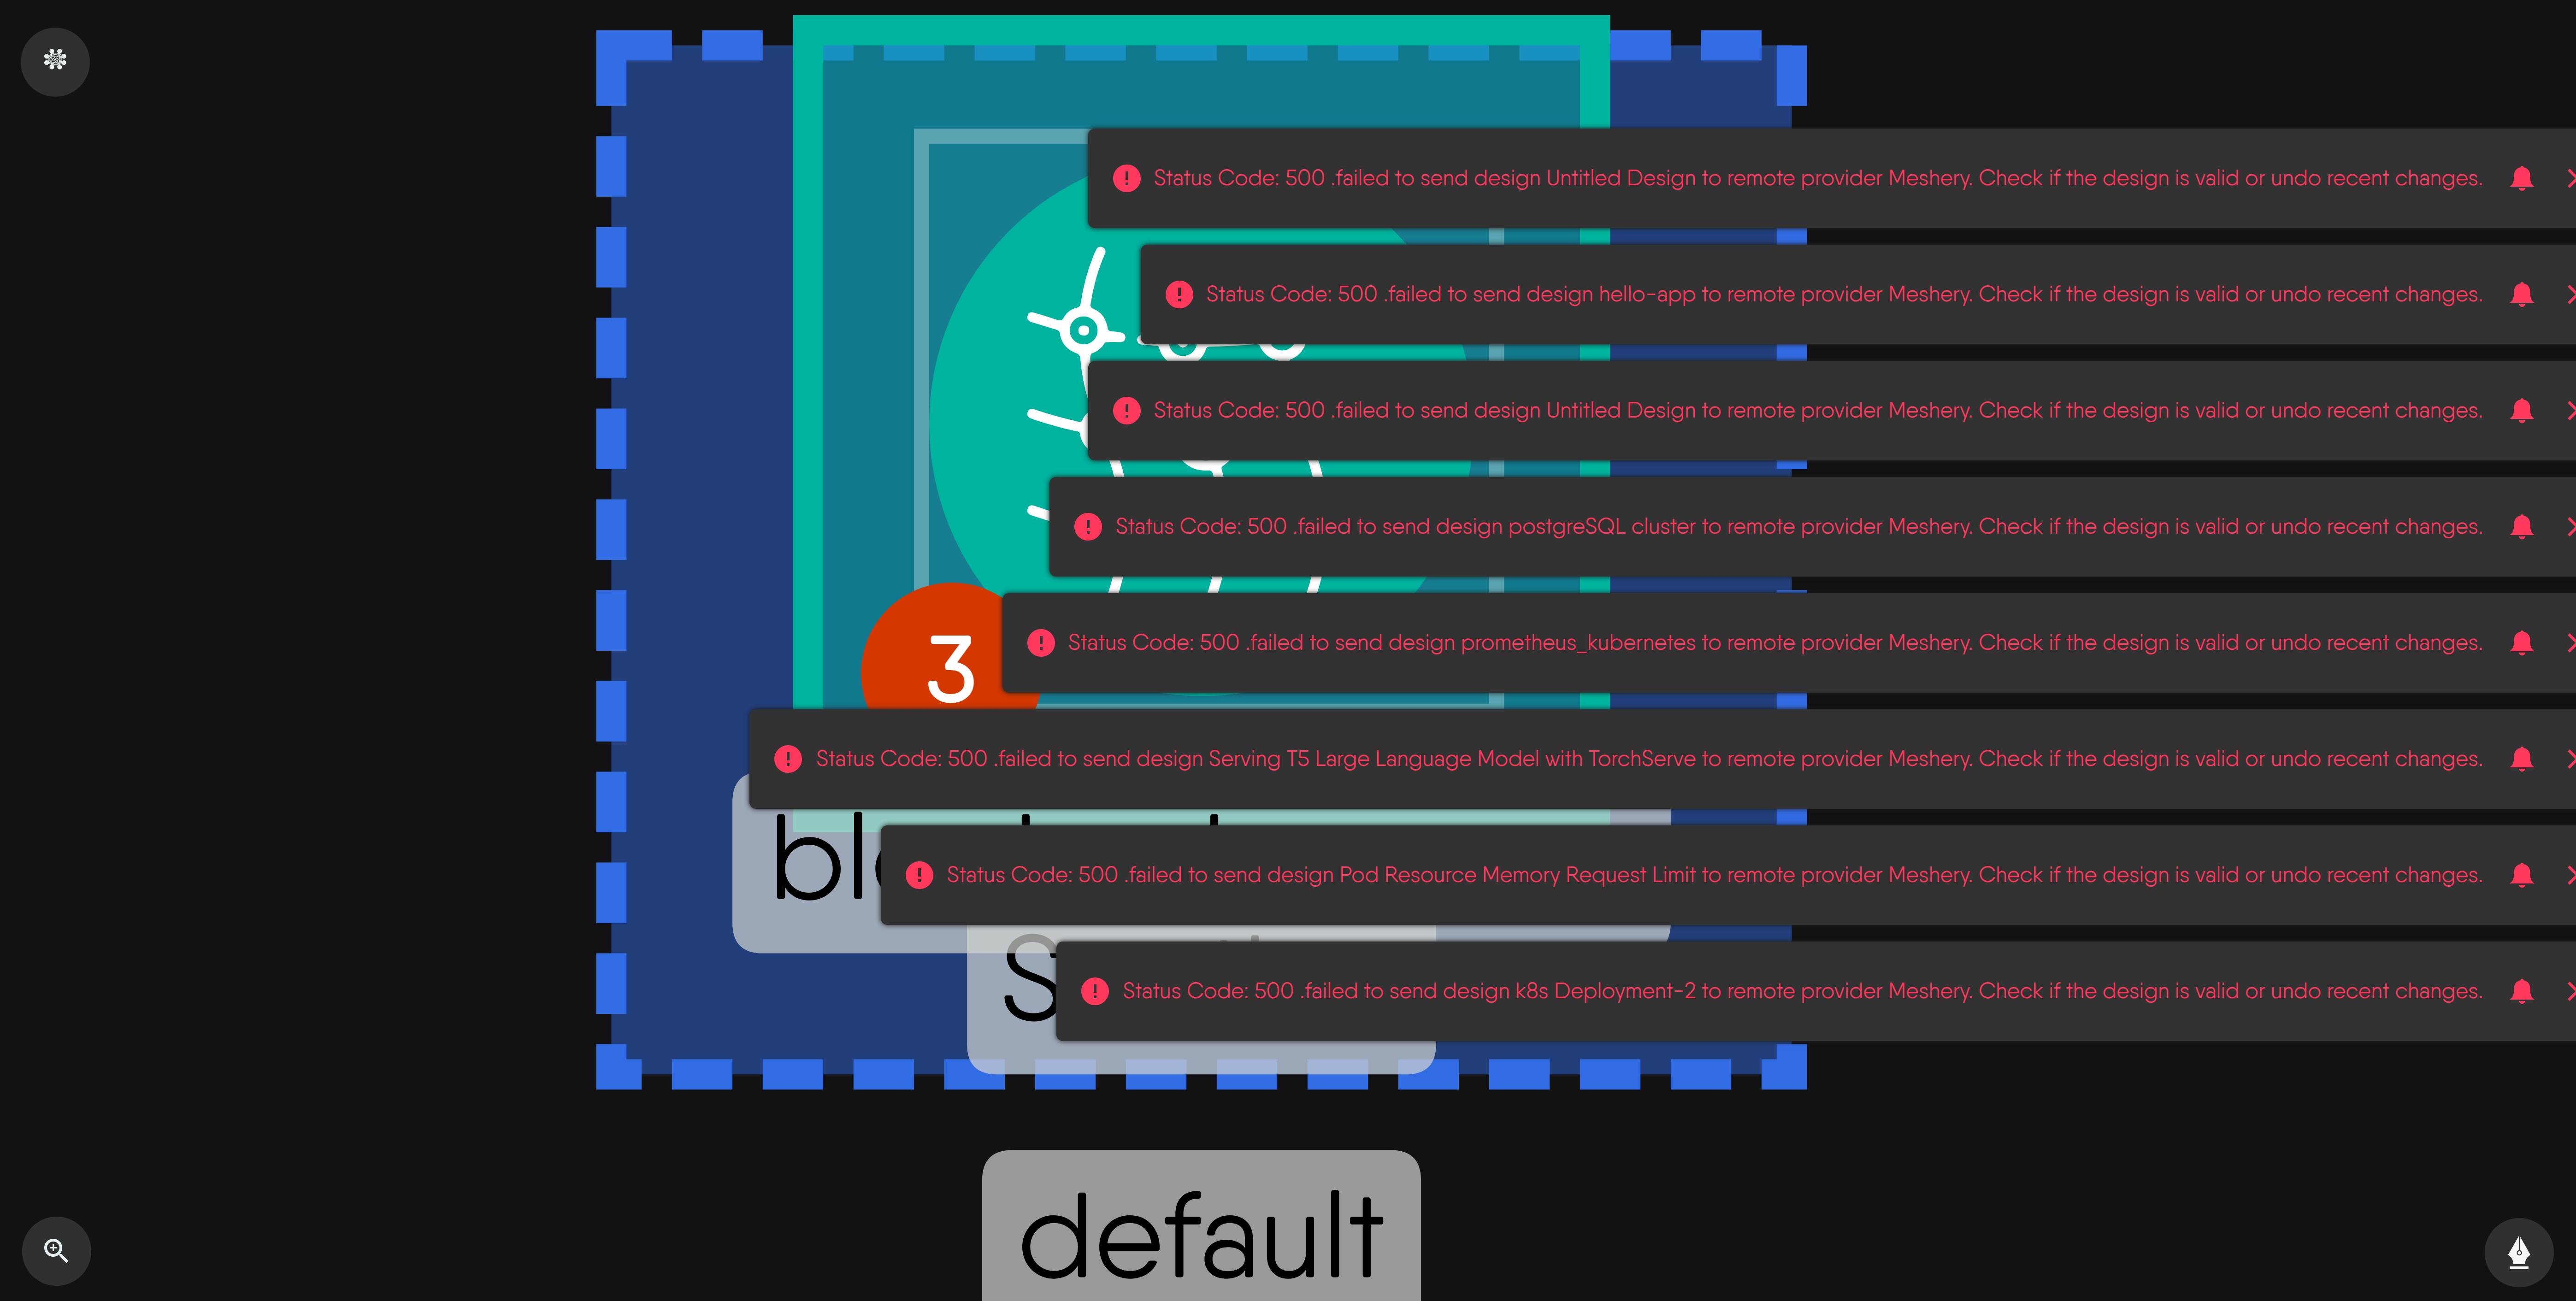 Status Code: 500 .failed to send design Untitled Design to remote provider Meshery. Check if the design is valid or undo recent changes.
Status Code: 500 .failed to send design hello-app to remote provider Meshery. Check if the design is valid or undo recent changes.
Status Code: 500 .failed to send design Untitled Design to remote provider Meshery. Check if the design is valid or undo recent changes.
Status Code: 500 .failed to send design postgreSQL cluster to remote provider Meshery. Check if the design is valid or undo recent changes.
3
Status Code: 500 .failed to send design prometheus_kubernetes to remote provider Meshery. Check if the design is valid or undo recent changes.
Status Code: 500 .failed to send design Serving T5 Large Language Model with TorchServe to remote provider Meshery. Check if the design is valid or undo recent changes.
Status Code: 500 .failed to send design Pod Resource Memory Request Limit to remote provider Meshery. Check if the design is valid or undo recent changes.
Status Code: 500 .failed to send design k8s Deployment-2 to remote provider Meshery. Check if the design is valid or undo recent changes.
default